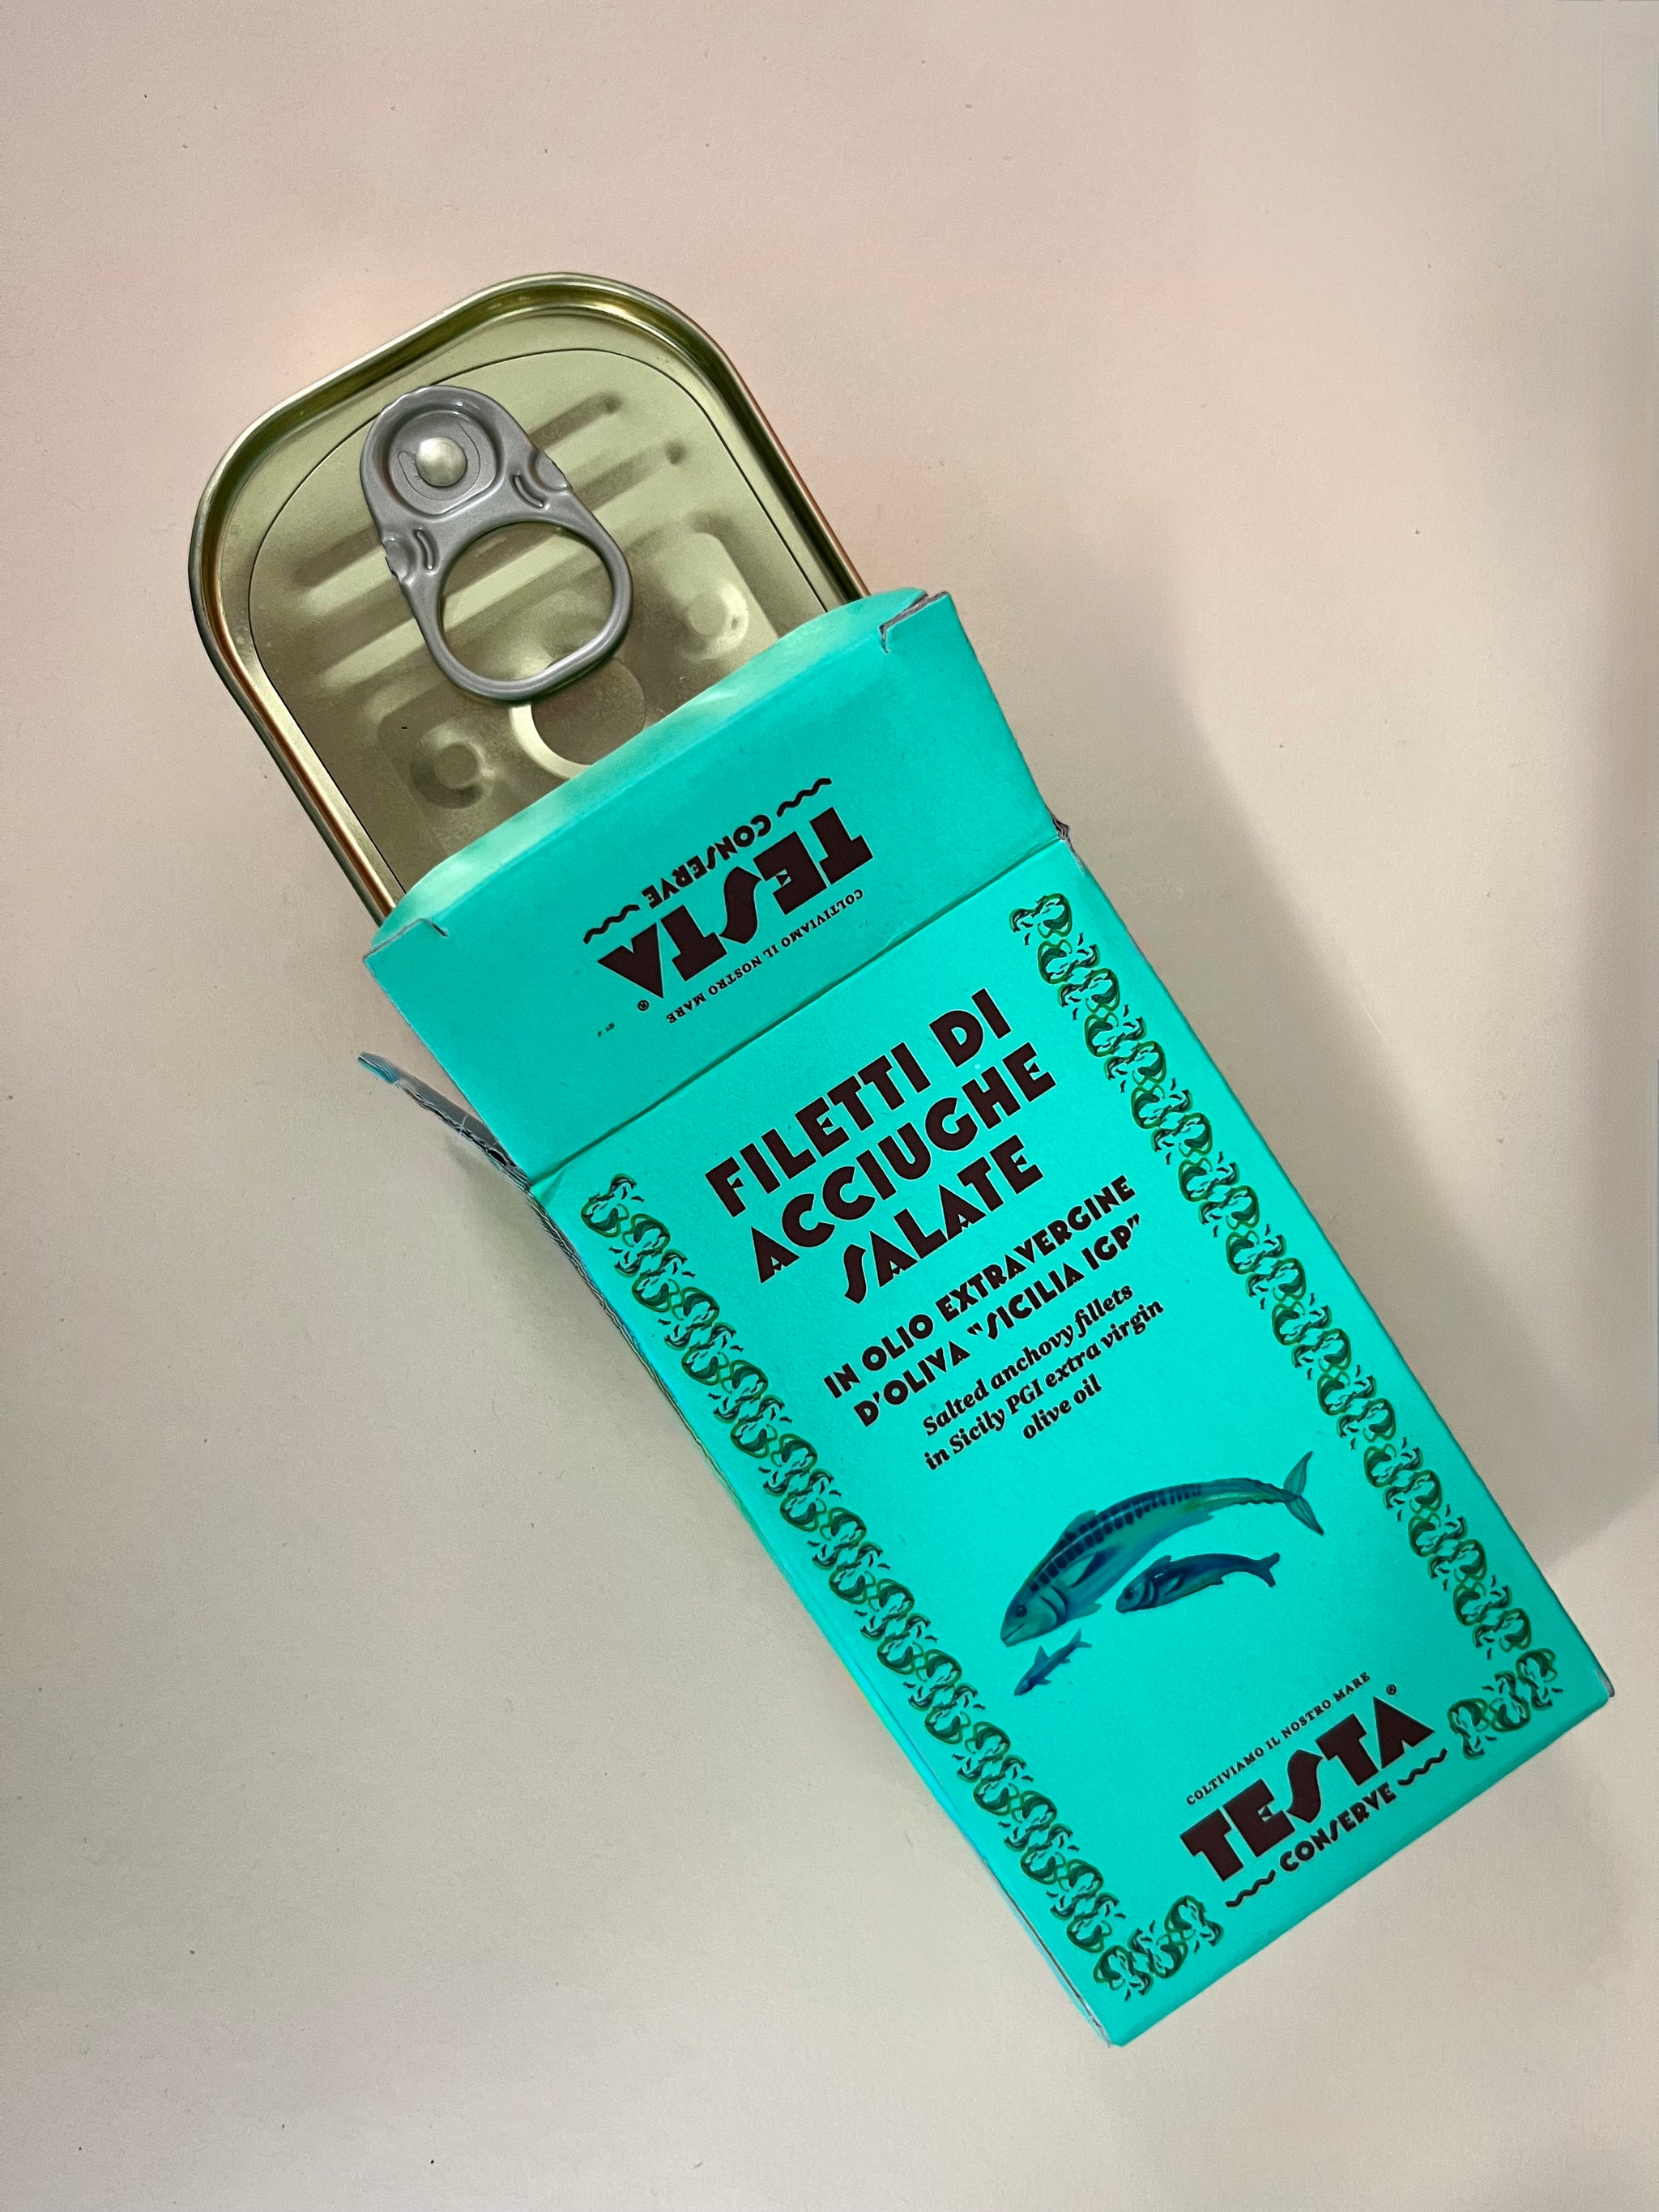 COLTIVIAMO IL NOSTRO MARE
TESTA®
CONSERVE
FILETTI DI
ACCIUGHE
SALATE
IN OLIO EXTRAVERGINE
D'OLIVA "SICILIA IGP"
Salted anchovy fillets
in Sicily PGI extra virgin
olive oil
COLTIVIAMO IL NOSTRO MARE
TESTA®
CONSERVE